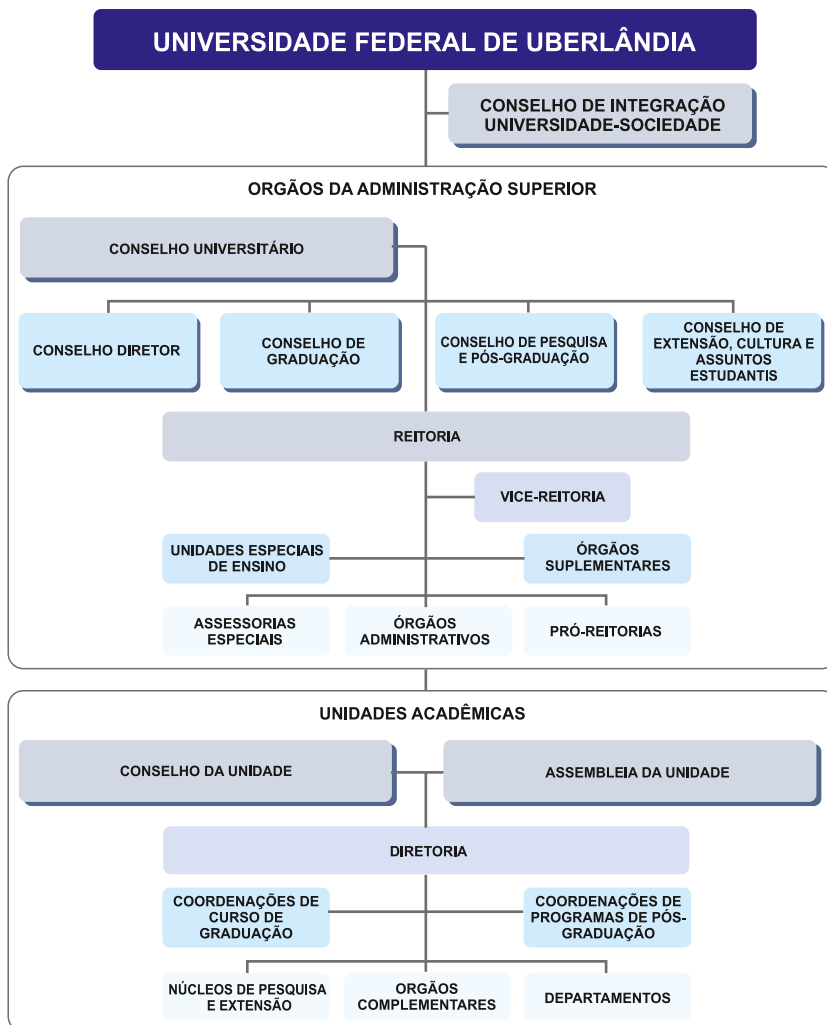 UNIVERSIDADE FEDERAL DE UBERLÂNDIA
CONSELHO DE INTEGRAÇÃO
UNIVERSIDADE-SOCIEDADE
ORGÃOS DA ADMINISTRAÇÃO SUPERIOR
CONSELHO UNIVERSITÁRIO
CONSELHO DIRETOR
CONSELHO DE
GRADUAÇÃO
CONSELHO DE PESQUISA
E PÓS-GRADUAÇÃO
CONSELHO DE
EXTENSÃO, CULTURA E
ASSUNTOS
ESTUDANTIS
REITORIA
VICE-REITORIA
UNIDADES ESPECIAIS
DE ENSINO
ÓRGÃOS
SUPLEMENTARES
ASSESSORIAS
ESPECIAIS
ÓRGÃOS
ADMINISTRATIVOS
PRÓ-REITORIAS
UNIDADES ACADÊMICAS
CONSELHO DA UNIDADE
ASSEMBLEIA DA UNIDADE
DIRETORIA
COORDENAÇÕES DE
CURSO DE
GRADUAÇÃO
COORDENAÇÕES DE
PROGRAMAS DE PÓS-
GRADUAÇÃO
NÚCLEOS DE PESQUISA
E EXTENSÃO
ORGÃOS
COMPLEMENTARES
DEPARTAMENTOS